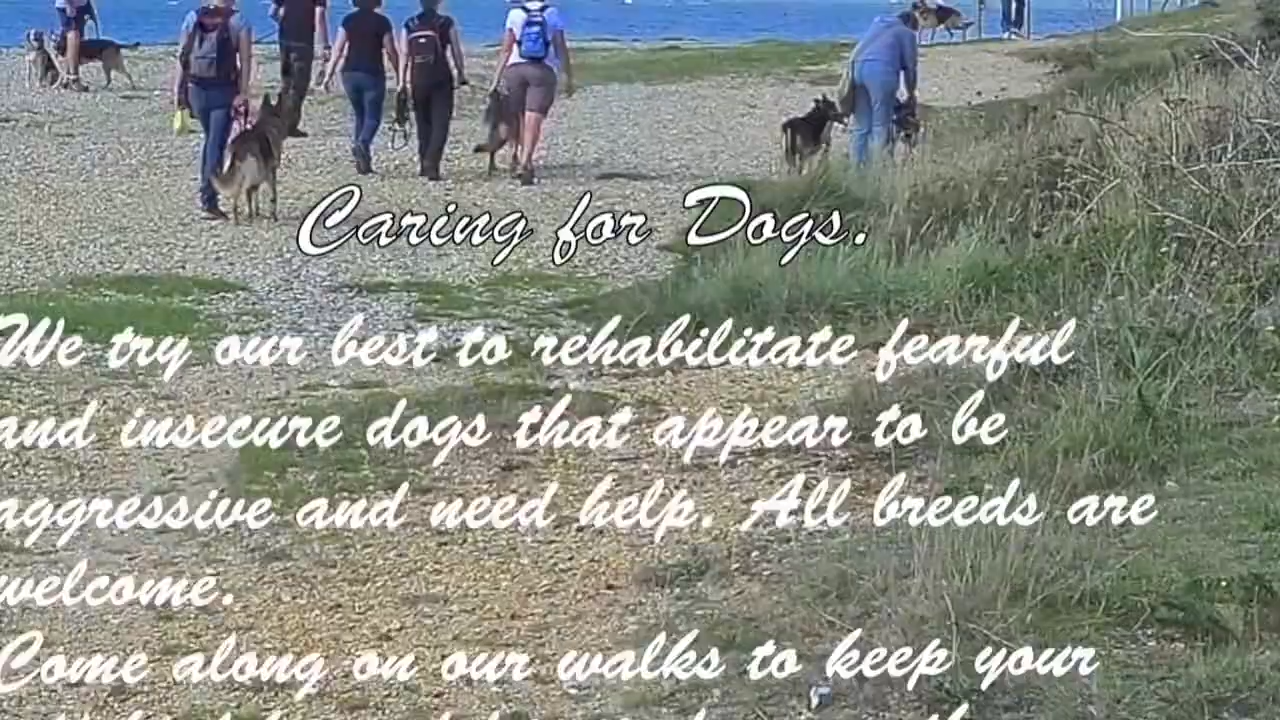 Caring for Dogs.
We try our best to rehabilitate fearful
and insecure dogs that appear to be
aggressive and need help. All breeds are
welcome.
Come along on our walks to keep your